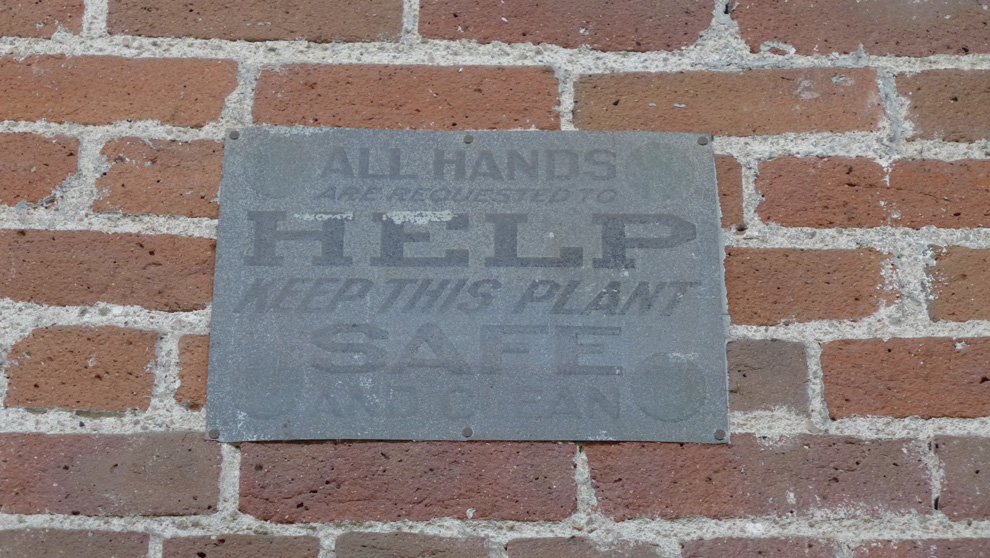 ALL HANDS
ARE REQUESTED TO
HELP
KEEP THIS PLANT
SAFE
AND CLEAN